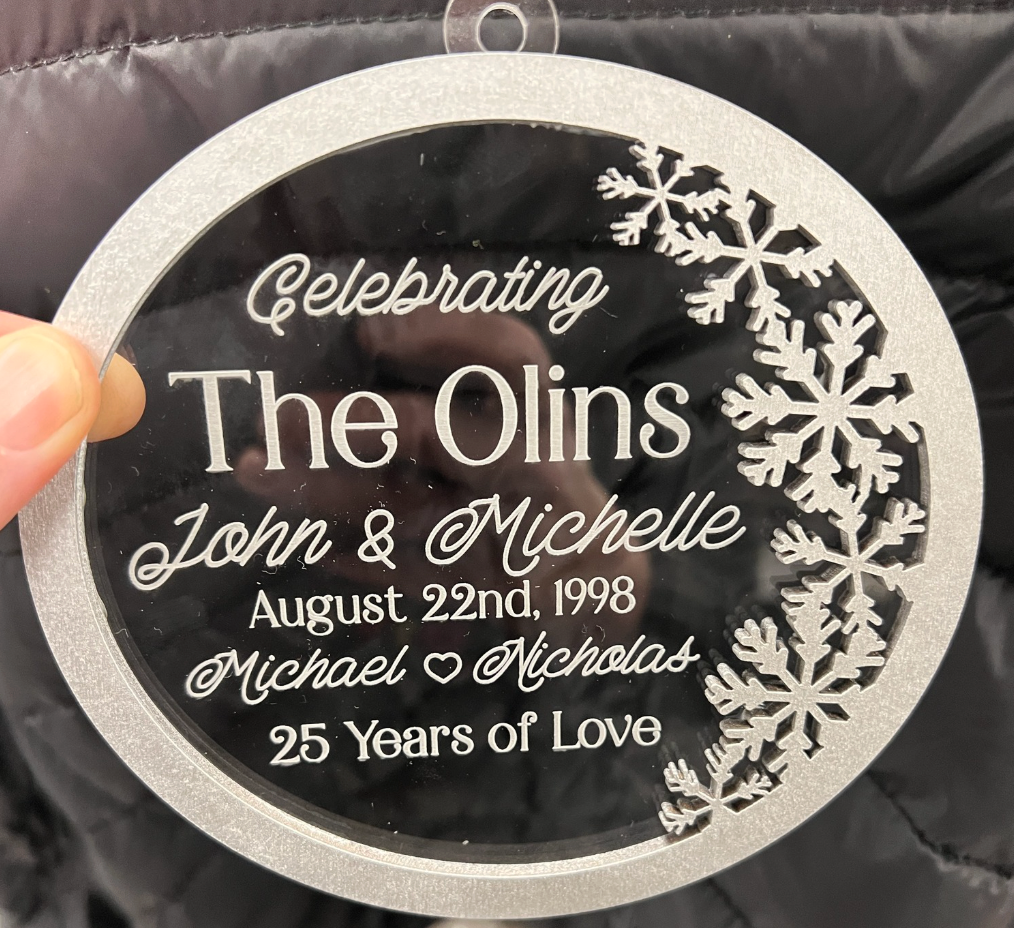 Celebrating
The Olins
John & Michelle
August 22nd, 1998
Michael ♡ Nicholas
25 Years of Love